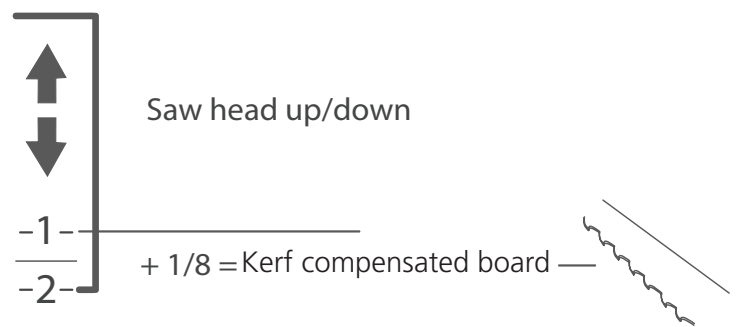 Saw head up/down
-1-
+ 1/8 = Kerf compensated board
-2-